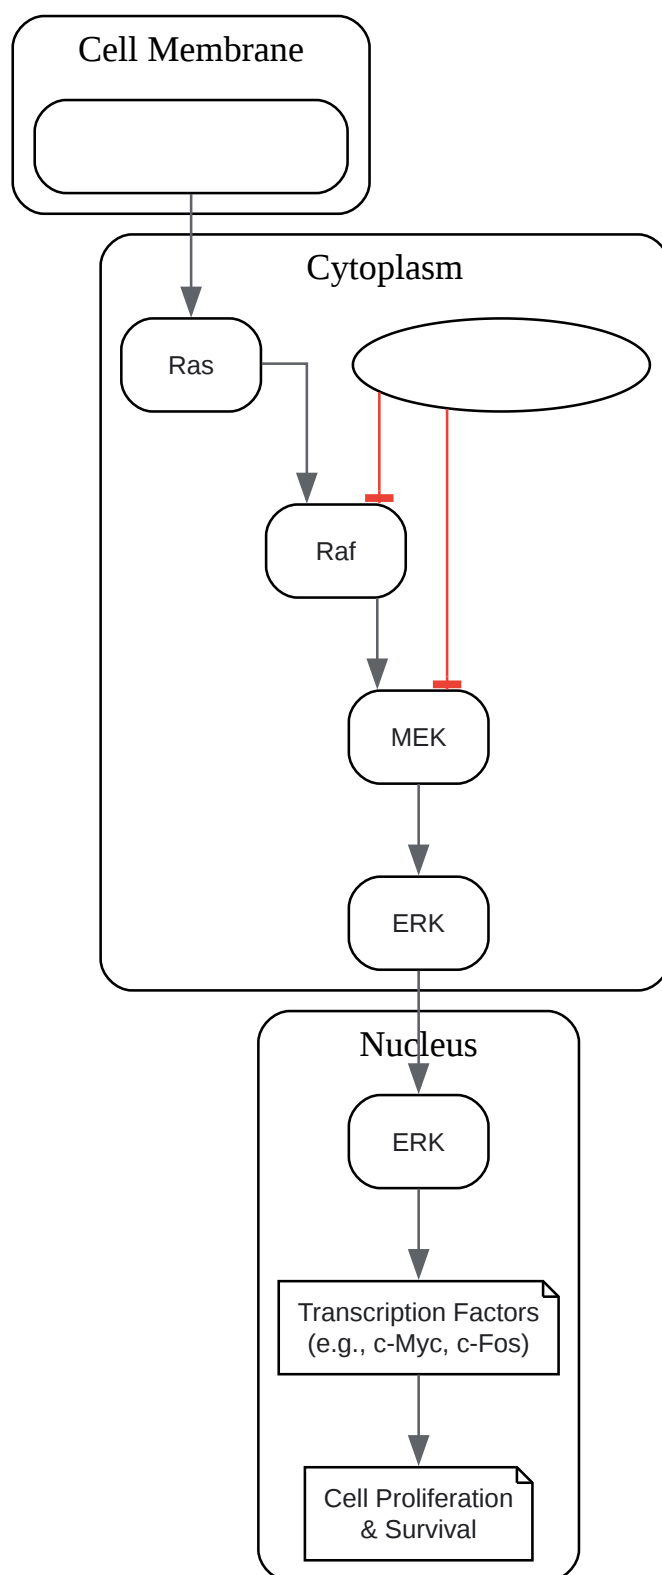 Cell Membrane
Cytoplasm
Ras
Raf
MEK
ERK
Nucleus
ERK
Transcription Factors
(e.g., c-Myc, c-Fos)
Cell Proliferation
& Survival